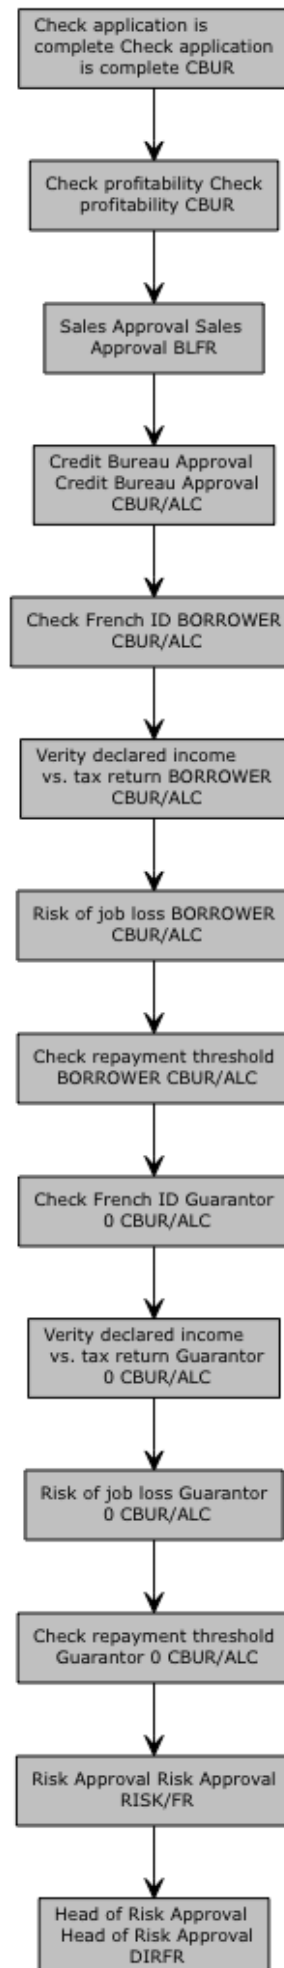 Check application is
complete Check application
is complete CBUR
Check profitability Check
profitability CBUR
Sales Approval Sales
Approval BLFR
Credit Bureau Approval
Credit Bureau Approval
CBUR/ALC
Check French ID BORROWER
CBUR/ALC
Verity declared income
vs. tax return BORROWER
CBUR/ALC
Risk of job loss BORROWER
CBUR/ALC
Check repayment threshold
BORROWER CBUR/ALC
Check French ID Guarantor
0 CBUR/ALC
Verity declared income
vs. tax return Guarantor
0 CBUR/ALC
Risk of job loss Guarantor
0 CBUR/ALC
Check repayment threshold
Guarantor 0 CBUR/ALC
Risk Approval Risk Approval
RISK/FR
Head of Risk Approval
Head of Risk Approval
DIRFR